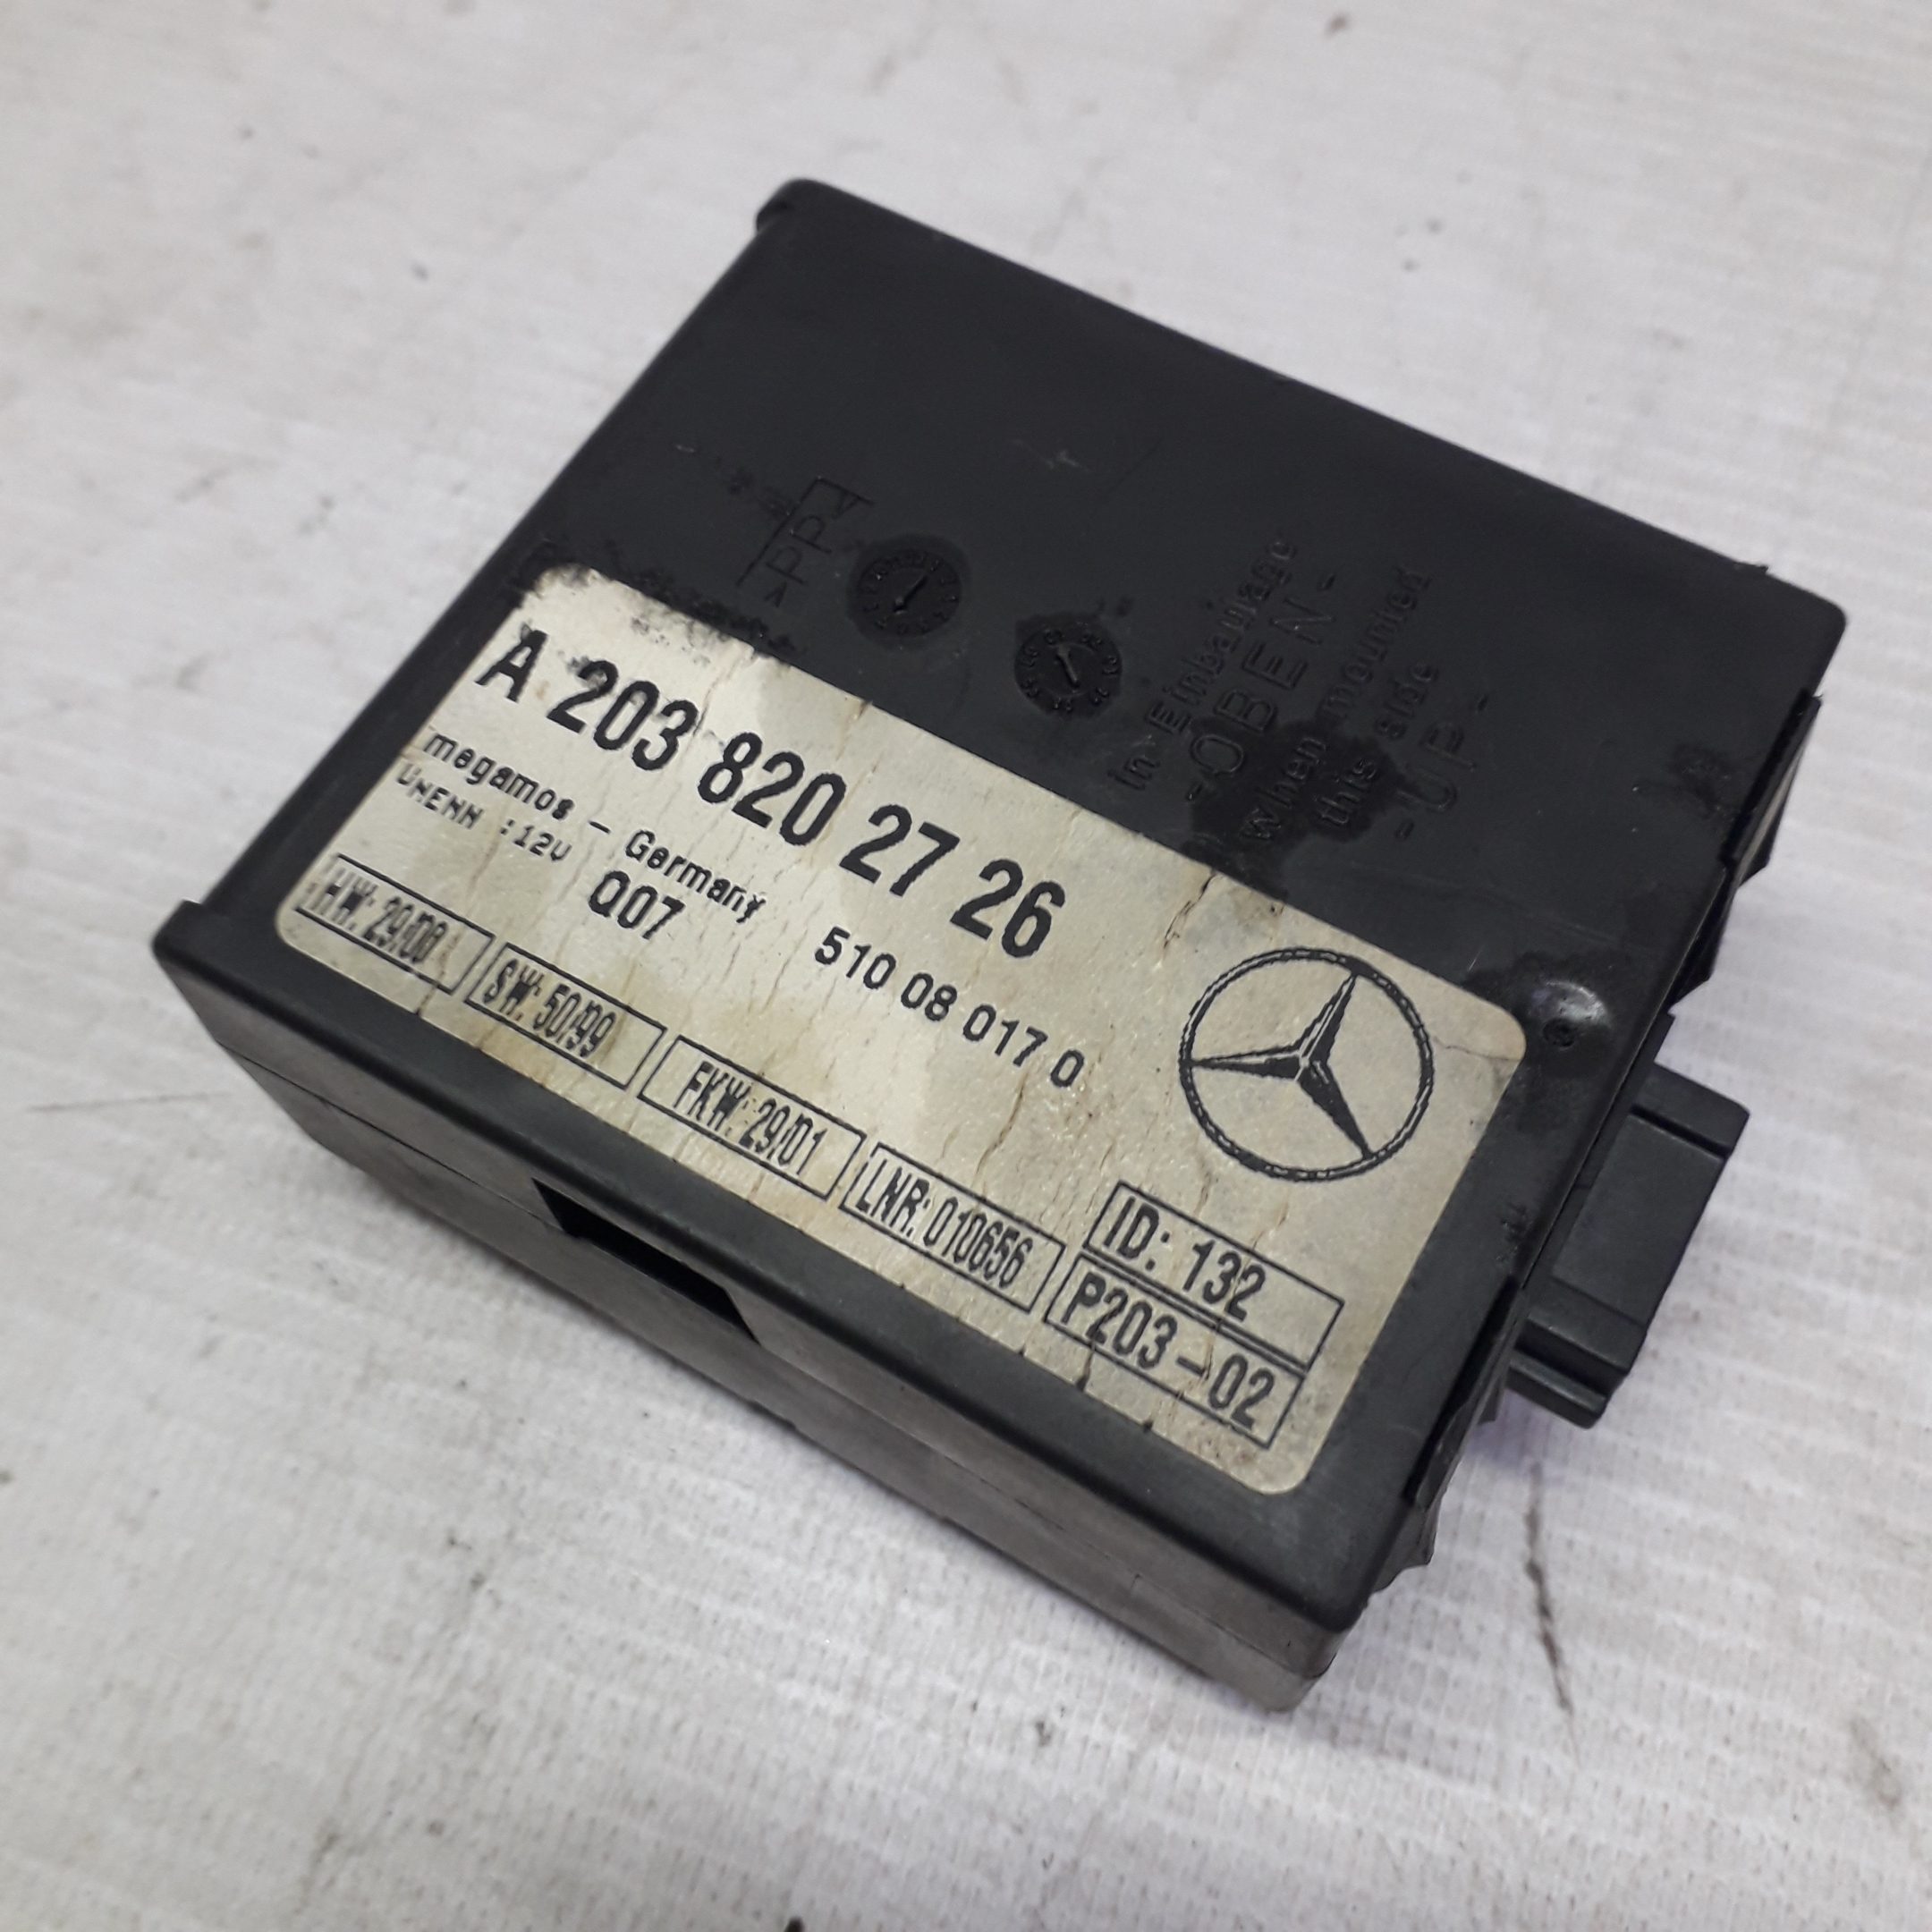 PP
in Einbaulage
-OBEN-
when mounted
this side
-UP-
A 203 820 27 26
megamos - Germany 510 08 017 0
UNENN :12V Q07
HW: 29/00 SW: 50/99 FKW: 29/01 LNR: 010656
ID: 132
P203-02